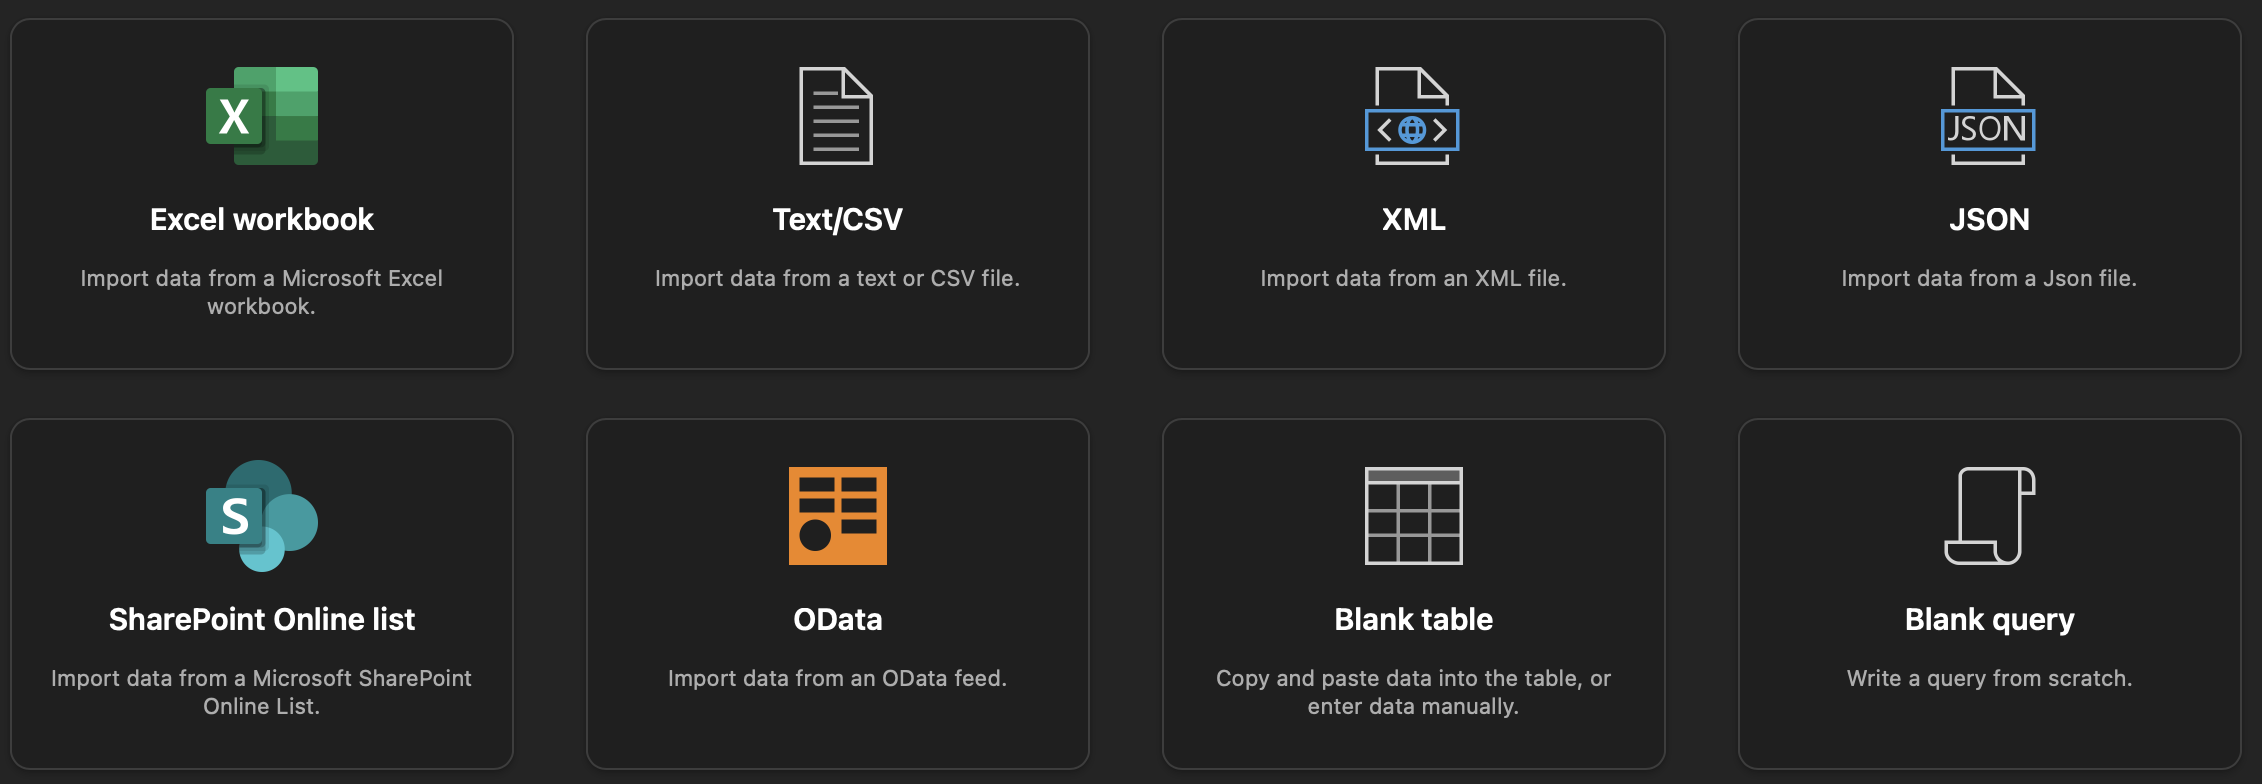 X
Excel workbook
Import data from a Microsoft Excel
workbook.
Text/CSV
Import data from a text or CSV file.
XML
Import data from an XML file.
JSON
JSON
Import data from a Json file.
S
SharePoint Online list
Import data from a Microsoft SharePoint
Online List.
OData
Import data from an OData feed.
Blank table
Copy and paste data into the table, or
enter data manually.
Blank query
Write a query from scratch.